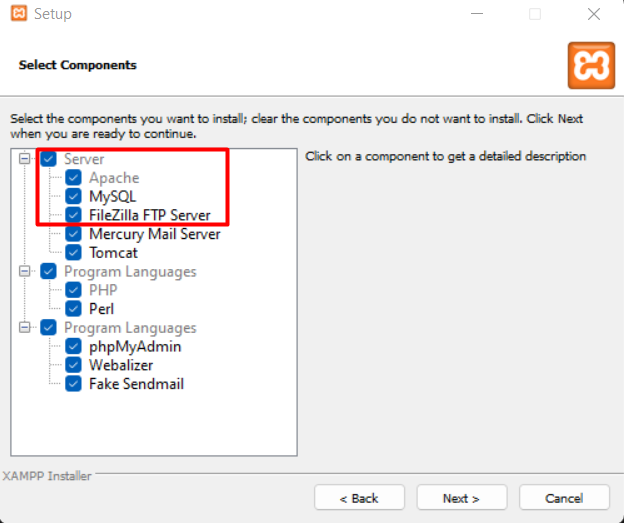 Setup
Select Components
Select the components you want to install; clear the components you do not want to install. Click Next
when you are ready to continue.
Server
Apache
MySQL
FileZilla FTP Server
Mercury Mail Server
Tomcat
Program Languages
PHP
Perl
Program Languages
phpMyAdmin
Webalizer
Fake Sendmail
Click on a component to get a detailed description
XAMPP Installer
< Back
Next >
Cancel